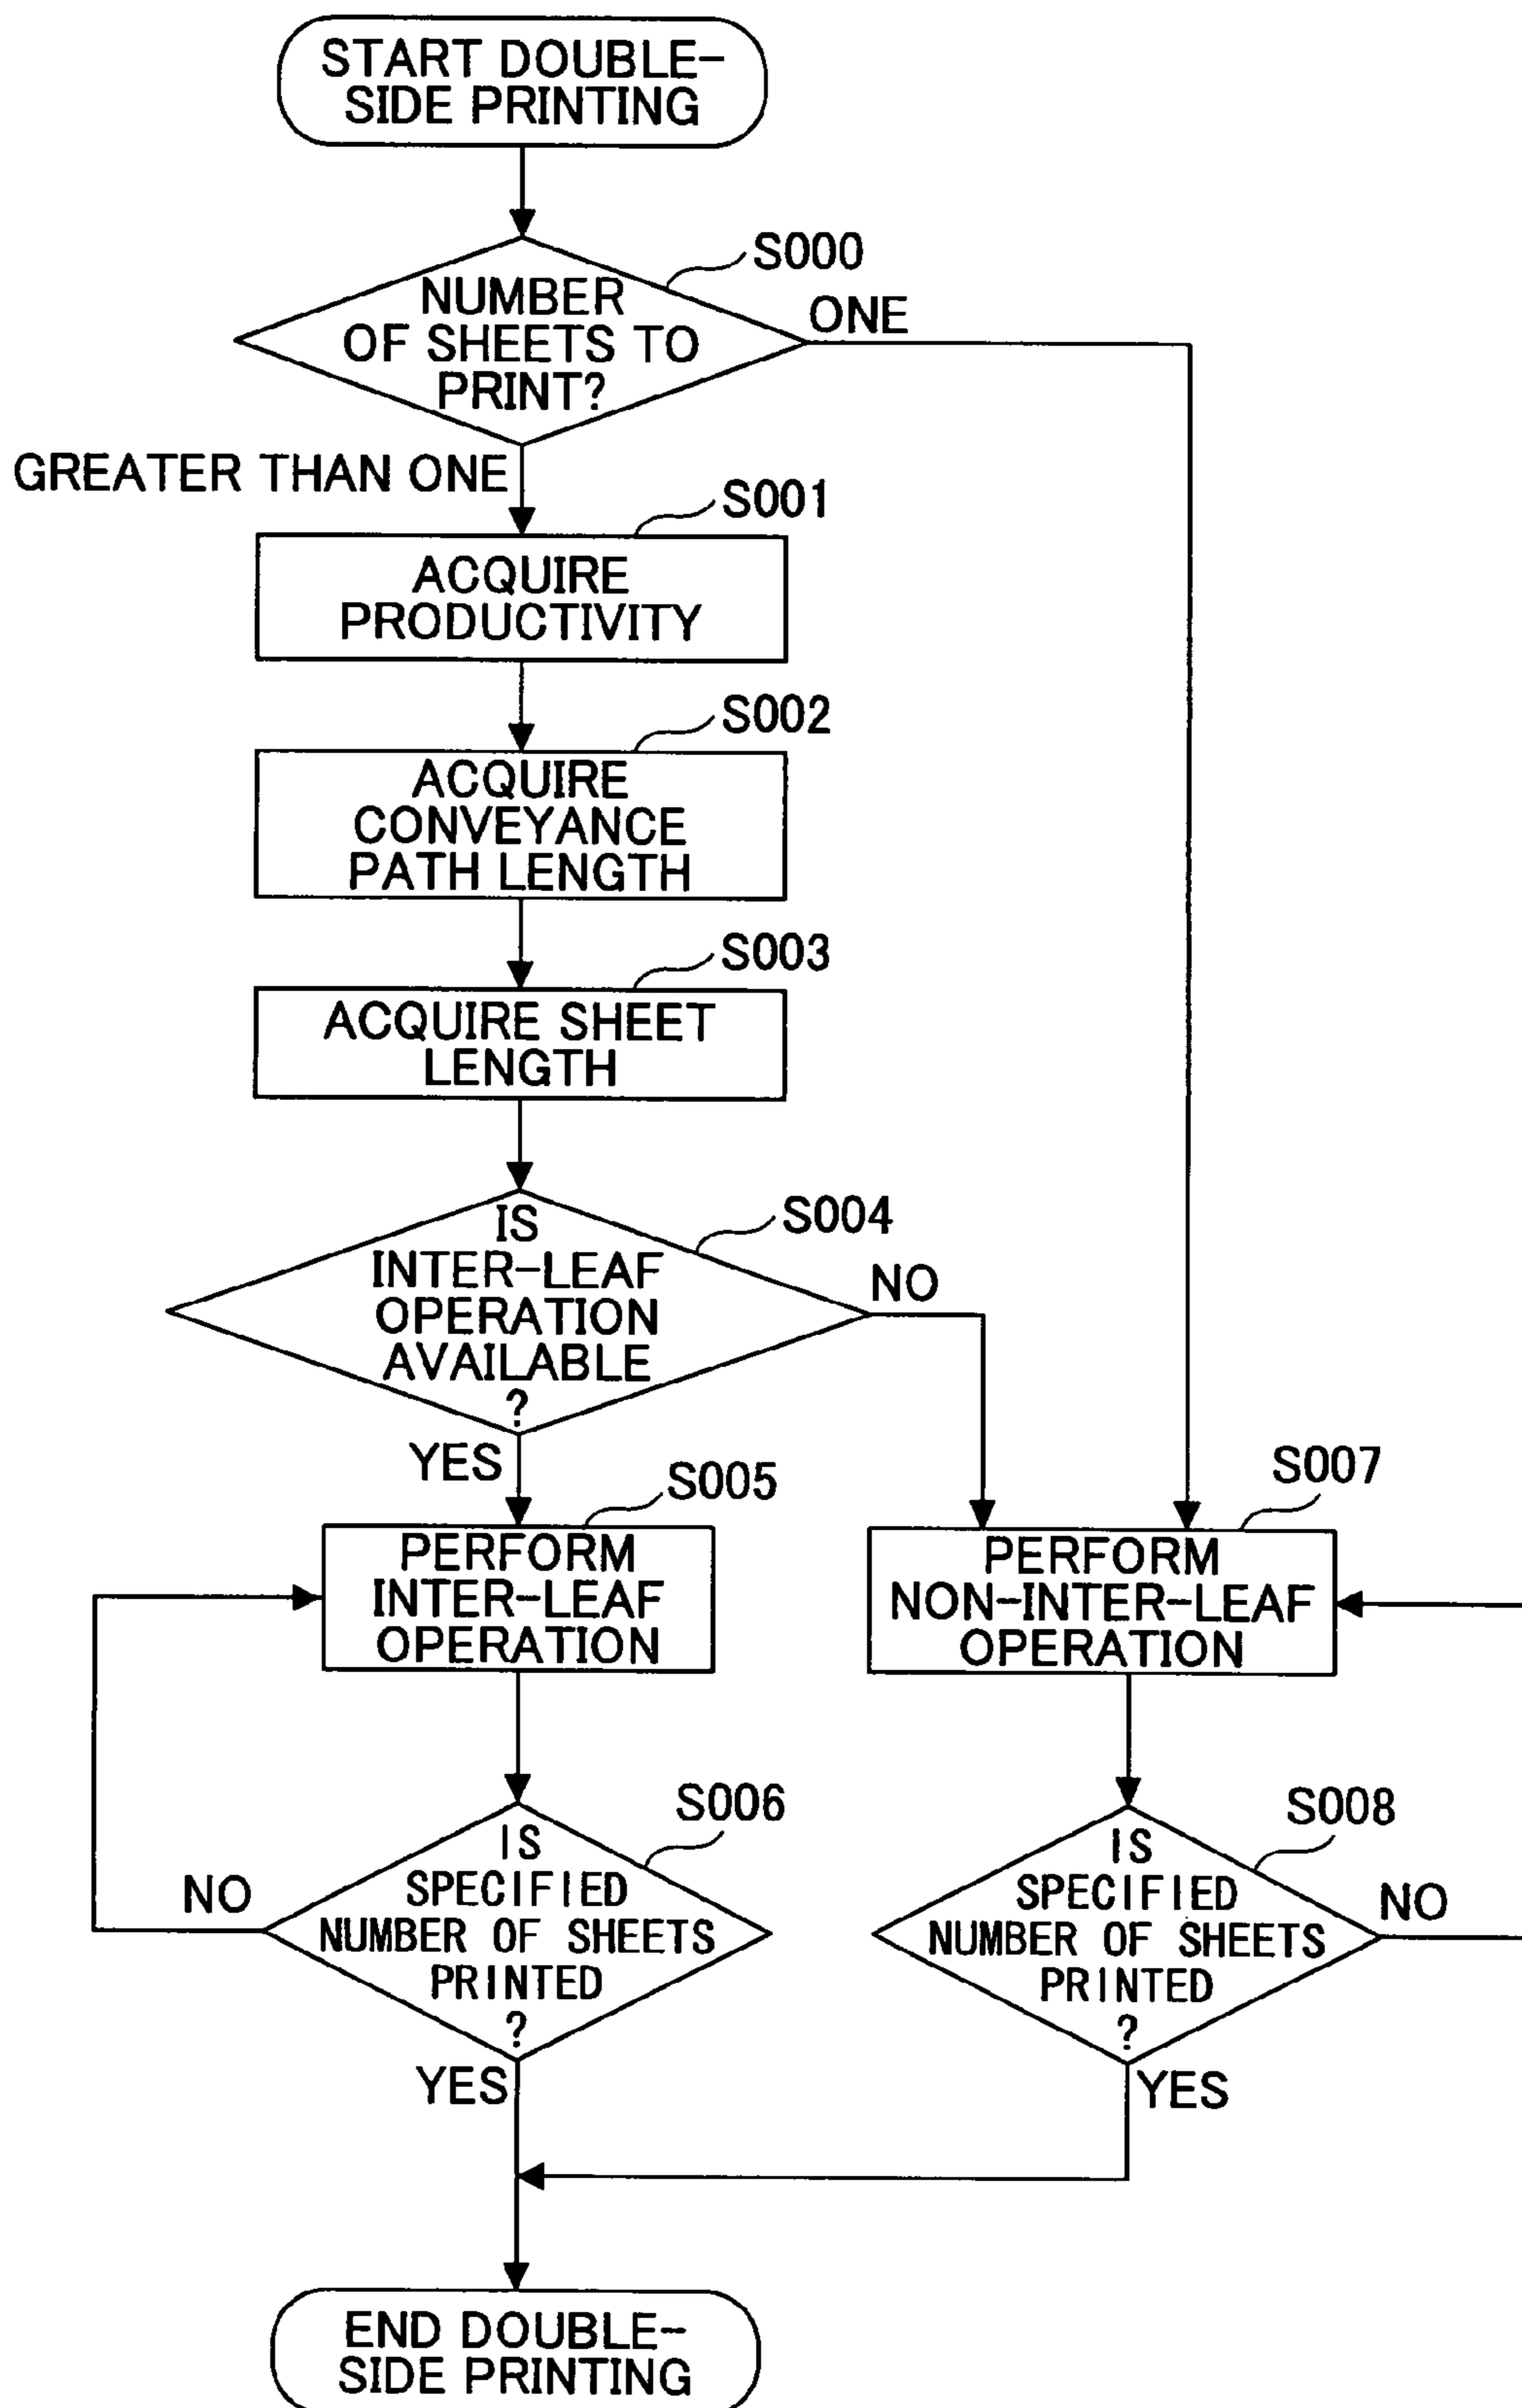 START DOUBLE-
SIDE PRINTING
S000
NUMBER
OF SHEETS TO
PRINT?
ONE
GREATER THAN ONE
S001
ACQUIRE
PRODUCTIVITY
S002
ACQUIRE
CONVEYANCE
PATH LENGTH
S003
ACQUIRE SHEET
LENGTH
S004
IS
INTER-LEAF
OPERATION
AVAILABLE
?
NO
YES
S005
PERFORM
INTER-LEAF
OPERATION
S007
PERFORM
NON-INTER-LEAF
OPERATION
S006
IS
SPECIFIED
NUMBER OF SHEETS
PRINTED
?
NO
YES
S008
IS
SPECIFIED
NUMBER OF SHEETS
PRINTED
?
NO
YES
END DOUBLE-
SIDE PRINTING